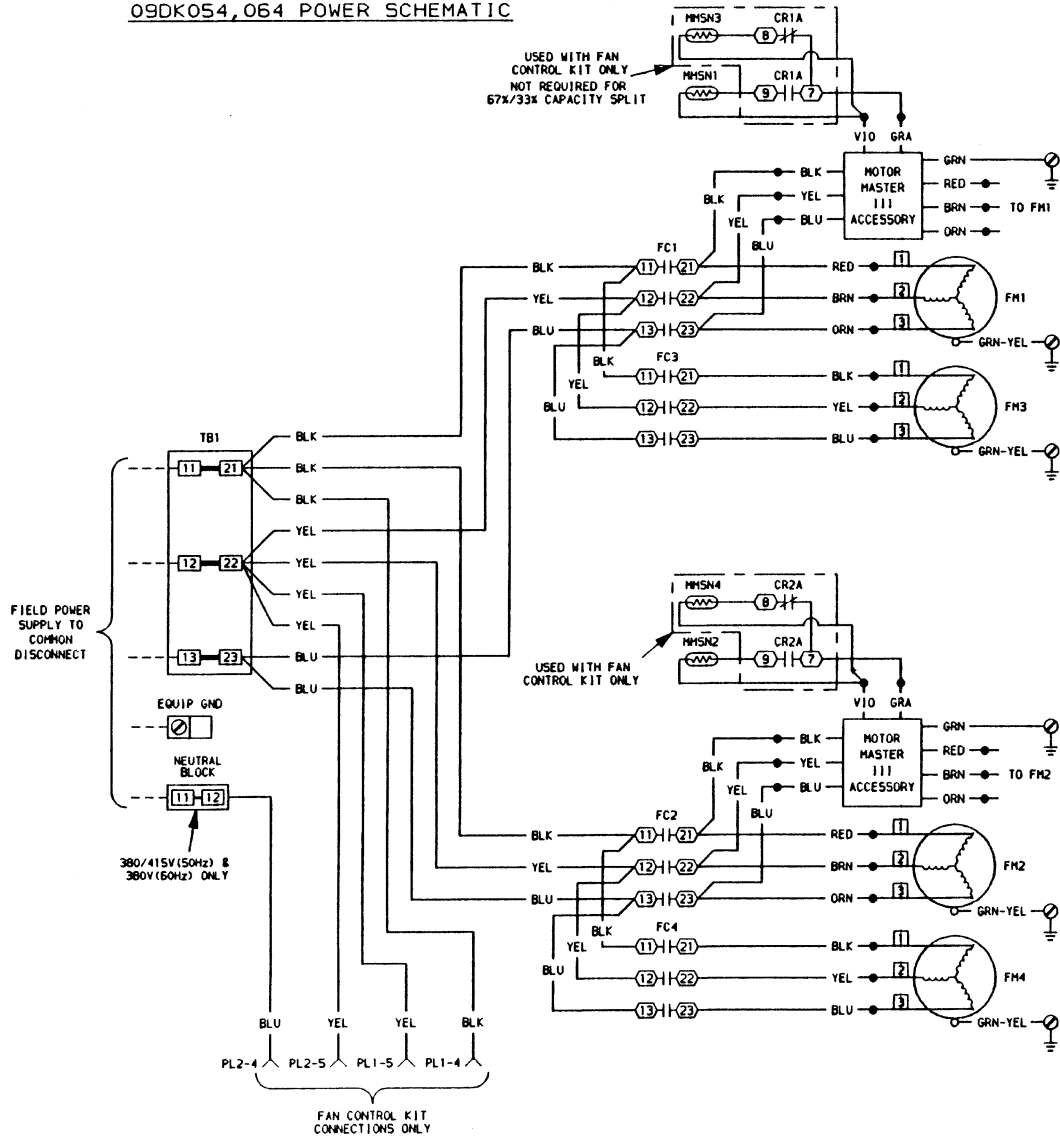 09DK054,064 POWER SCHEMATIC
MMSN3
CR1A
8
USED WITH FAN
CONTROL KIT ONLY
NOT REQUIRED FOR
67%/33% CAPACITY SPLIT
MMSN1
CR1A
9
7
VIO
GRA
BLK
YEL
BLU
MOTOR
MASTER
III
ACCESSORY
GRN
RED
BRN
ORN
TO FM1
BLK
YEL
BLU
FC1
BLK
11
21
RED
1
YEL
12
22
BRN
2
FM1
BLU
13
23
ORN
3
GRN-YEL
BLK
YEL
BLU
FC3
11
21
BLK
1
12
22
YEL
2
FM3
13
23
BLU
3
GRN-YEL
TB1
11
21
BLK
BLK
BLK
12
22
YEL
YEL
YEL
YEL
13
23
BLU
BLU
FIELD POWER
SUPPLY TO
COMMON
DISCONNECT
EQUIP GND
NEUTRAL
BLOCK
11
12
380/415V(50Hz) &
380V(60Hz) ONLY
MMSN4
CR2A
8
USED WITH FAN
CONTROL KIT ONLY
MMSN2
CR2A
9
7
VIO
GRA
BLK
YEL
BLU
MOTOR
MASTER
III
ACCESSORY
GRN
RED
BRN
ORN
TO FM2
BLK
YEL
BLU
FC2
BLK
11
21
RED
1
YEL
12
22
BRN
2
FM2
BLU
13
23
ORN
3
GRN-YEL
BLK
YEL
BLU
FC4
11
21
BLK
1
12
22
YEL
2
FM4
13
23
BLU
3
GRN-YEL
BLU
YEL
YEL
BLK
PL2-4
PL2-5
PL1-5
PL1-4
FAN CONTROL KIT
CONNECTIONS ONLY